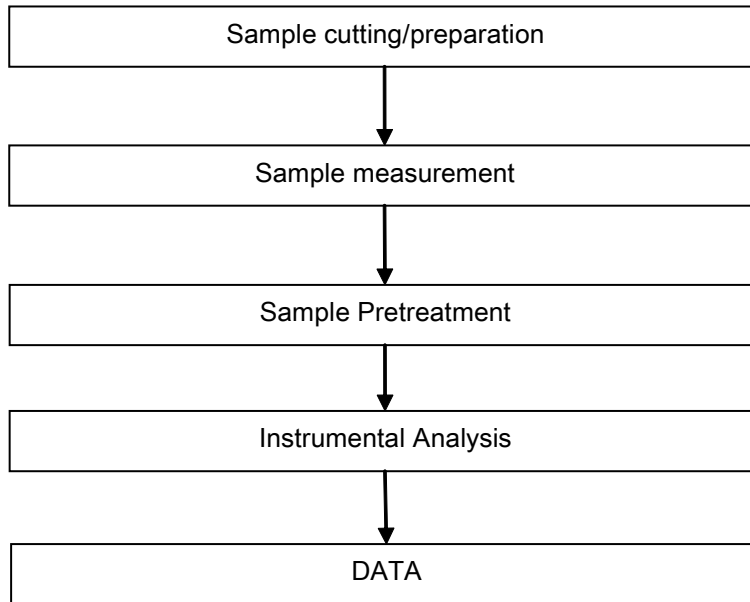 Sample cutting/preparation
Sample measurement
Sample Pretreatment
Instrumental Analysis
DATA